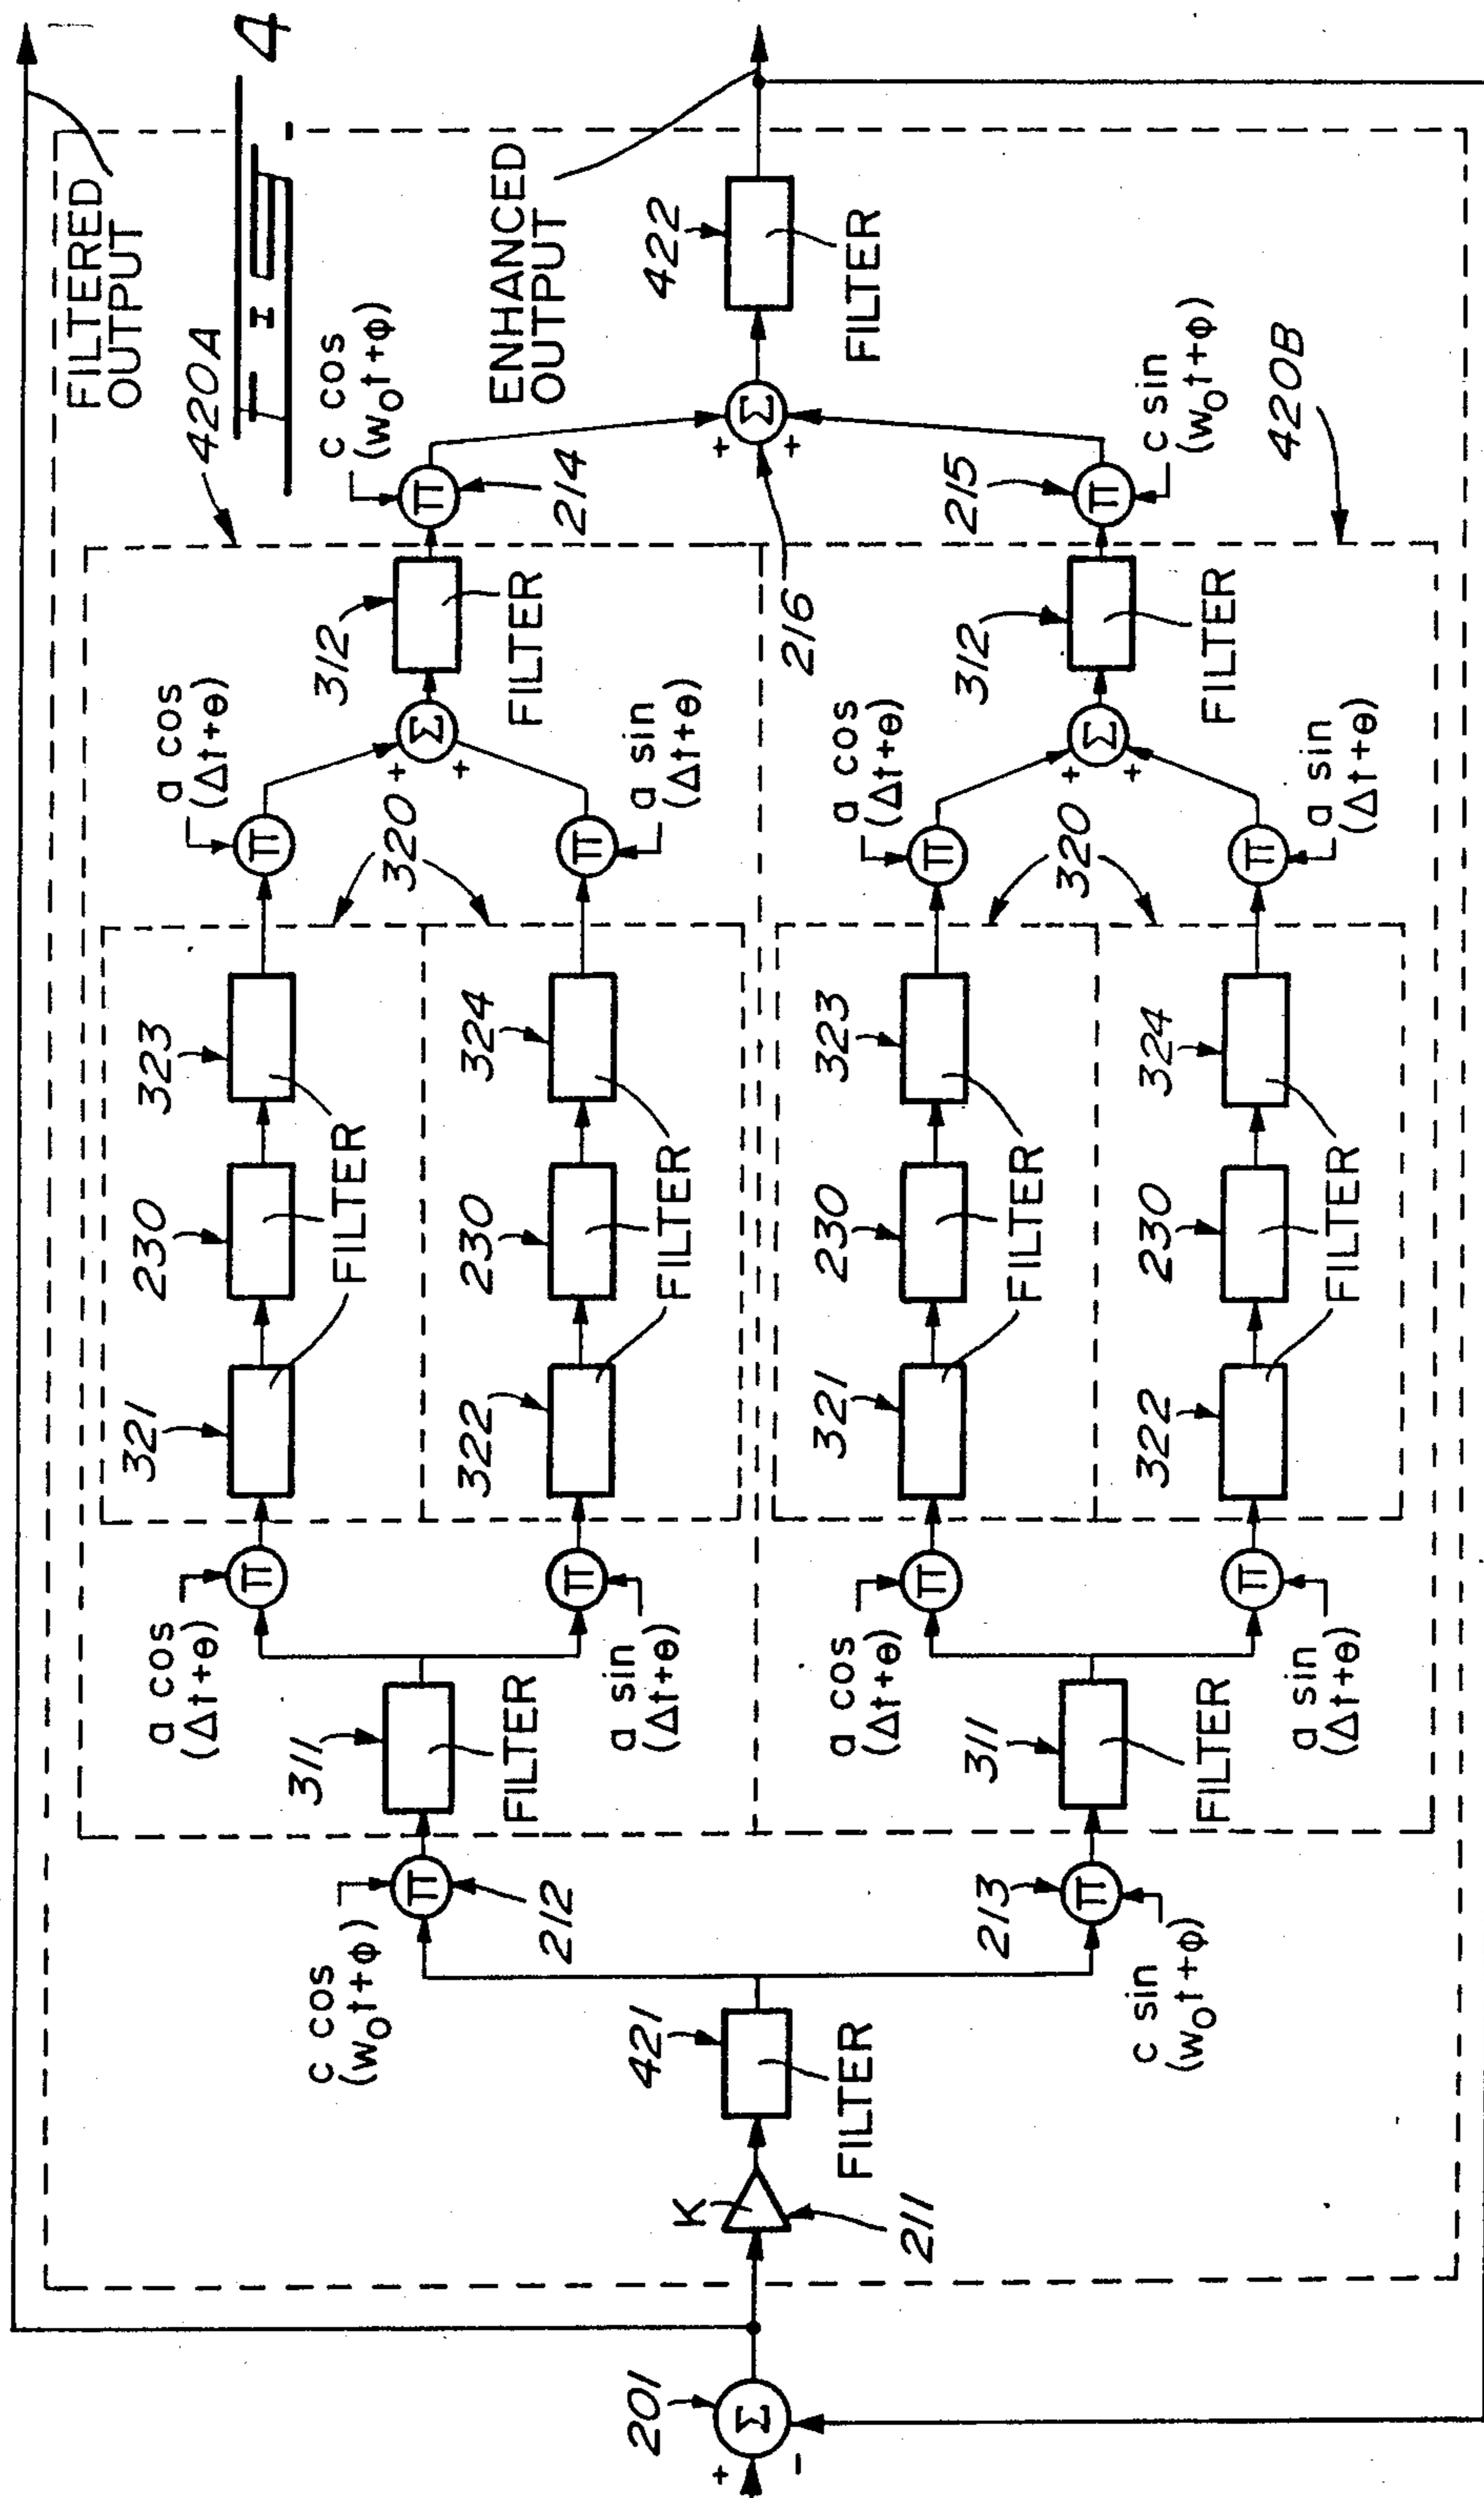 FILTERED
OUTPUT
FIG. 4
420A
c cos
(w₀t+ϕ)
ENHANCED
OUTPUT
422
FILTER
Σ
+
+
c sin
(w₀t+ϕ)
420B
π
214
215
π
216
312
FILTER
312
FILTER
a cos
(Δt+θ)
π
Σ
+
+
a sin
(Δt+θ)
π
a cos
(Δt+θ)
π
Σ
+
+
a sin
(Δt+θ)
π
320
320
321
230
323
FILTER
322
230
324
FILTER
321
230
323
FILTER
322
230
324
FILTER
a cos
(Δt+θ)
π
a sin
(Δt+θ)
π
a cos
(Δt+θ)
π
a sin
(Δt+θ)
π
311
FILTER
311
FILTER
c cos
(w₀t+ϕ)
π
212
213
π
c sin
(w₀t+ϕ)
421
FILTER
K
211
201
Σ
+
-